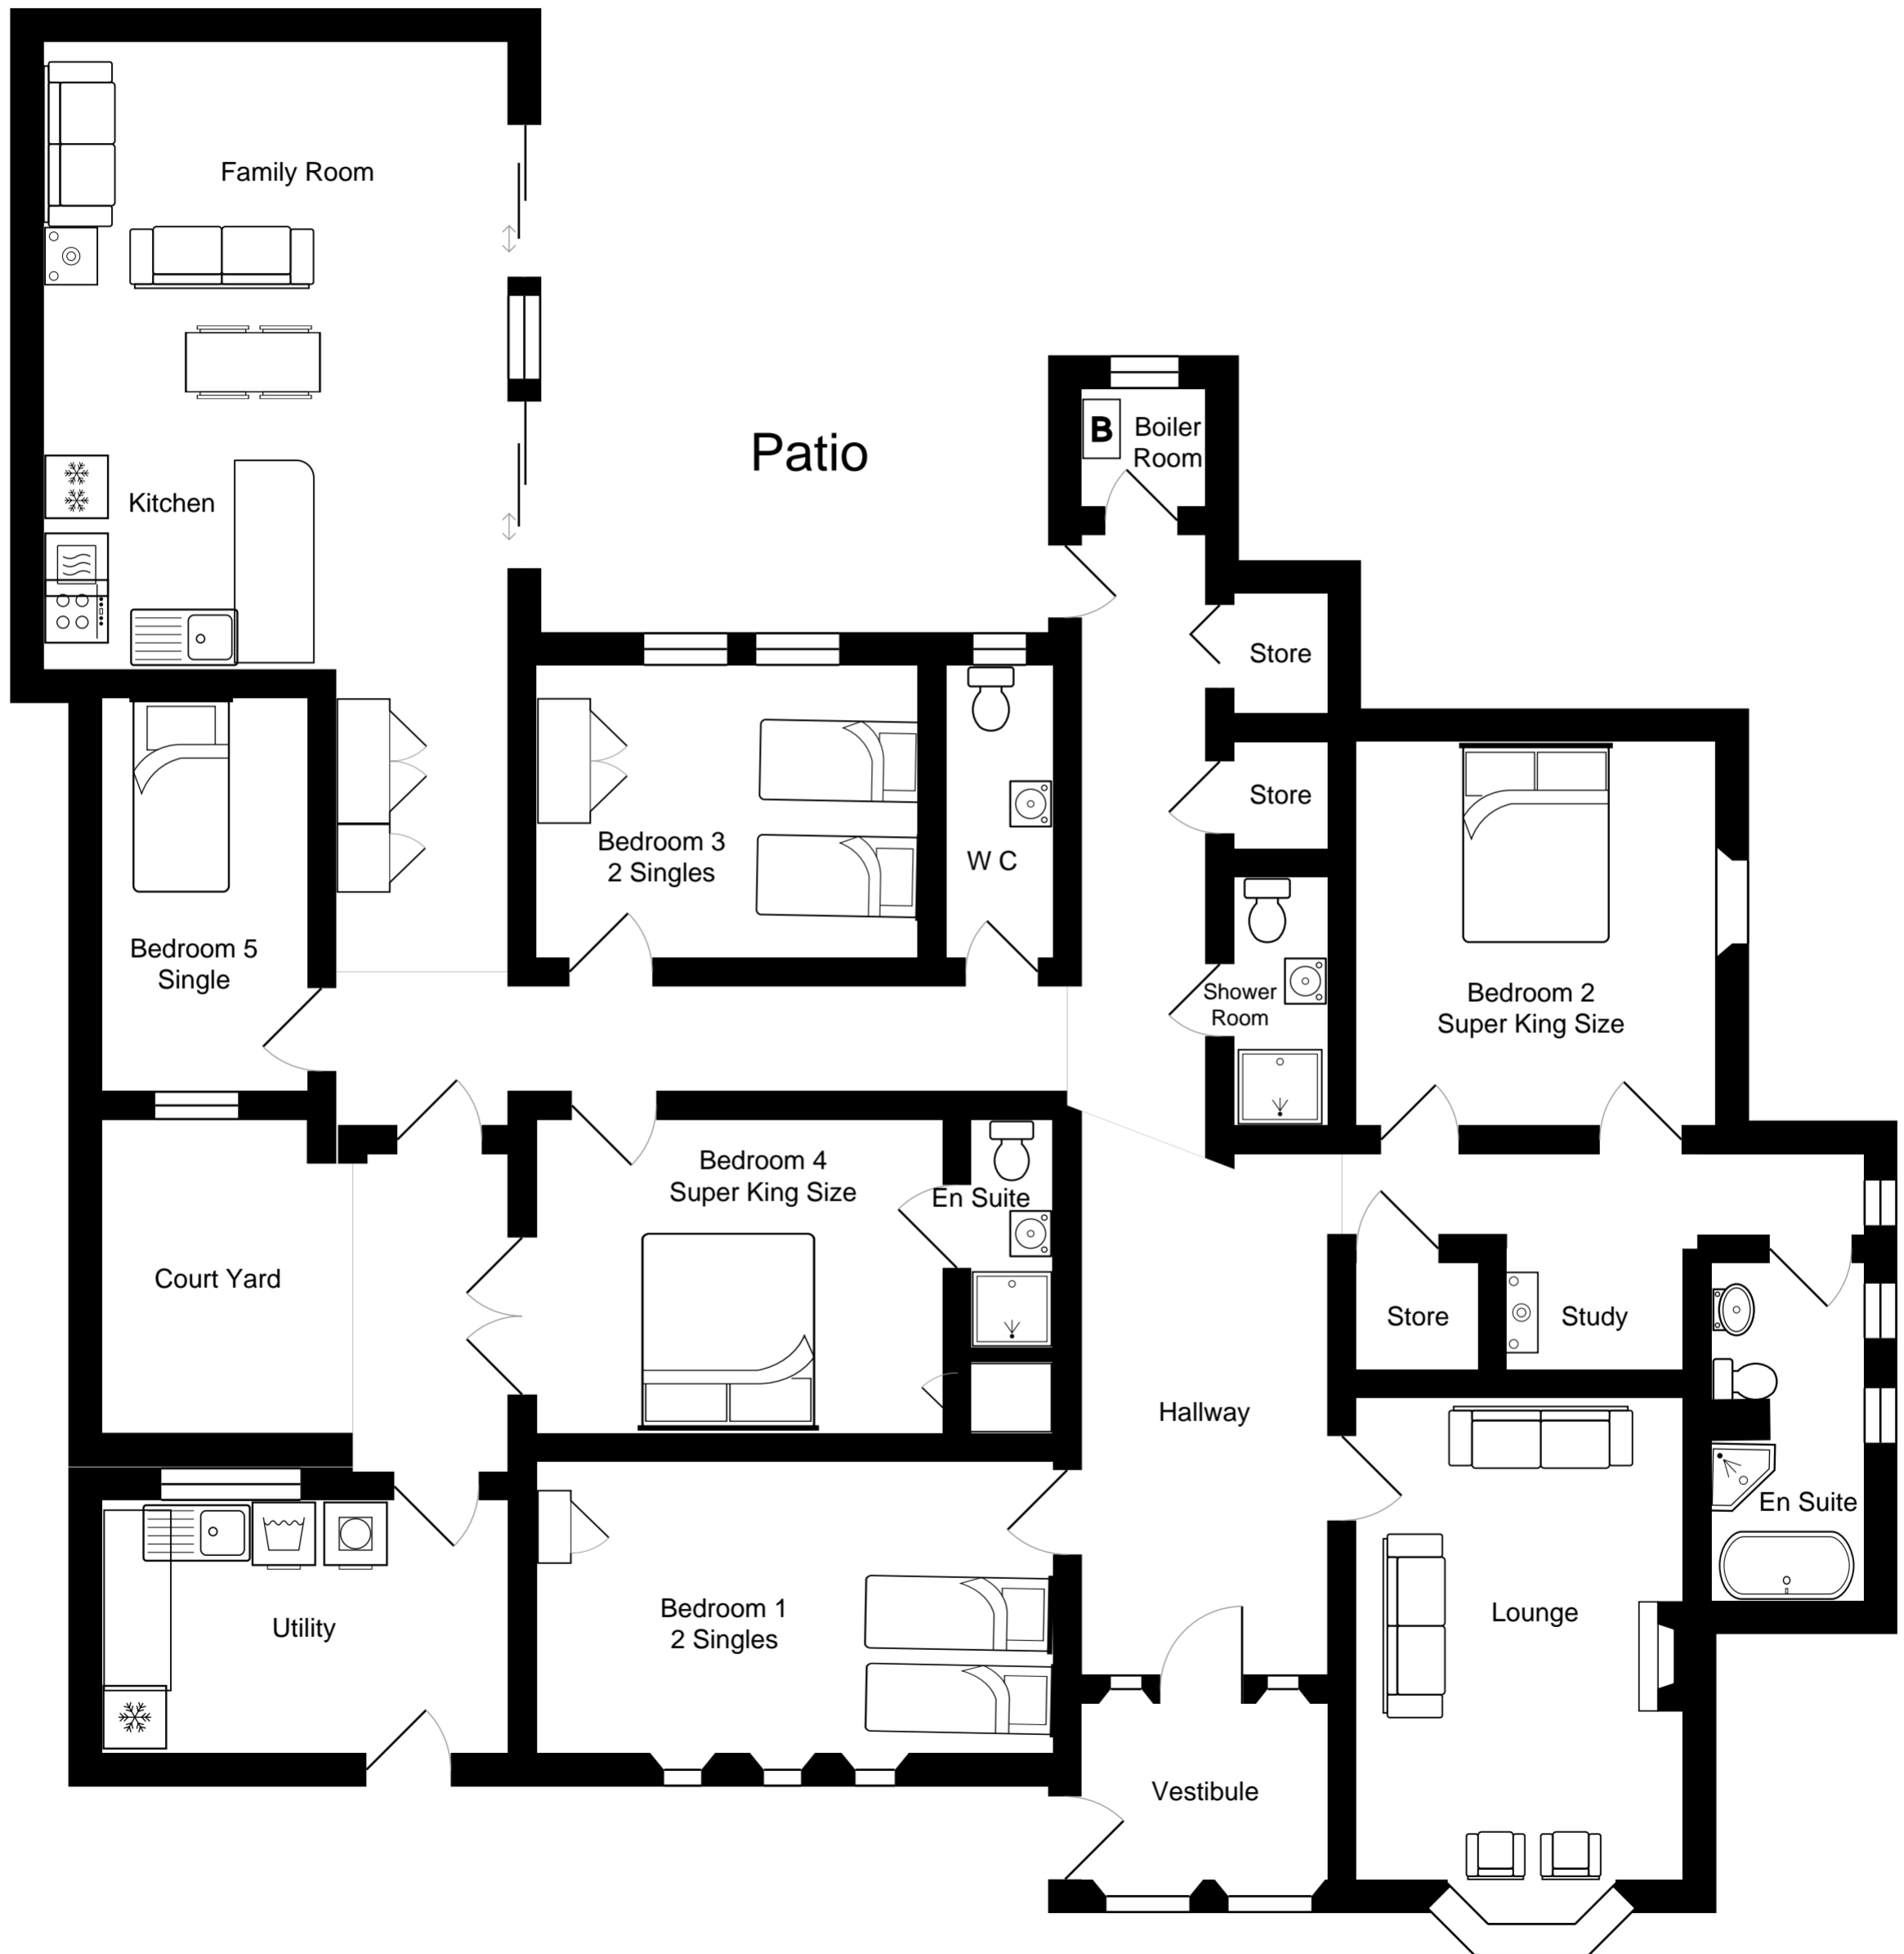 Family Room
Patio
B
Boiler
Room
Kitchen
Store
Store
Bedroom 3
2 Singles
W C
Bedroom 5
Single
Shower
Room
Bedroom 2
Super King Size
Bedroom 4
Super King Size
En Suite
Court Yard
Store
Study
Hallway
En Suite
Utility
Bedroom 1
2 Singles
Lounge
Vestibule